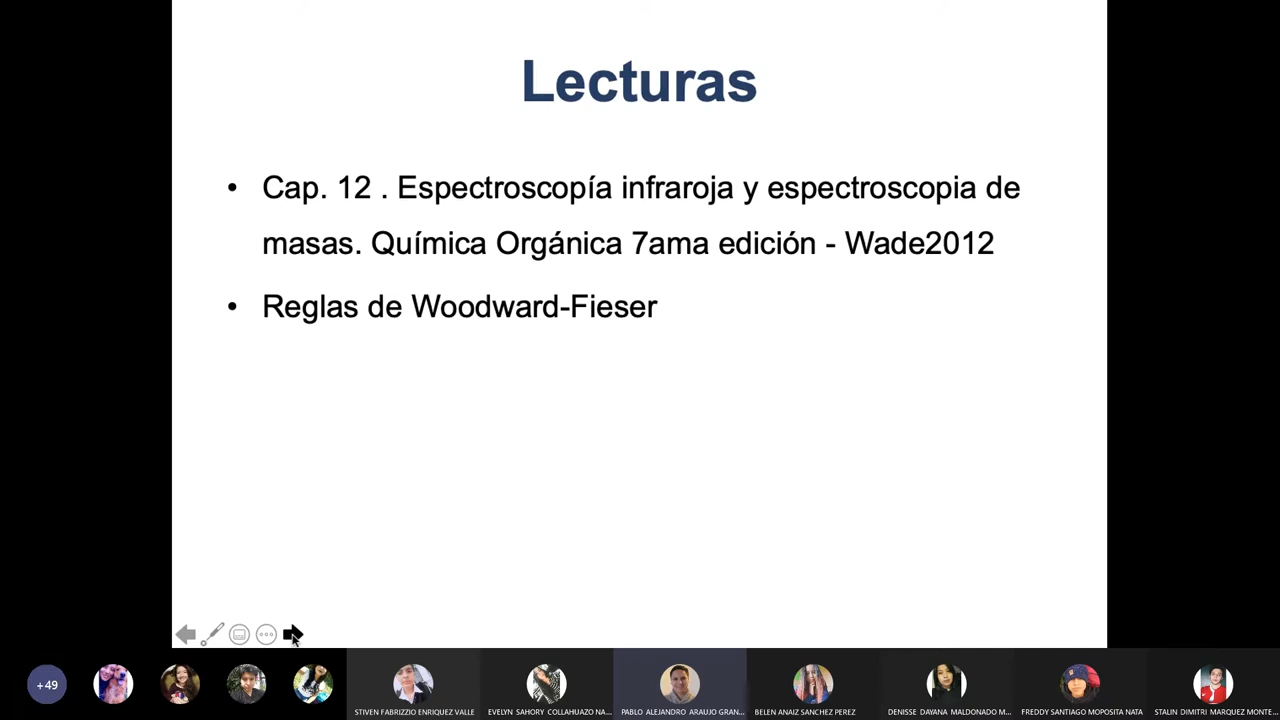 Lecturas
• Cap. 12 . Espectroscopía infraroja y espectroscopia de
masas. Química Orgánica 7ama edición - Wade2012
• Reglas de Woodward-Fieser
+49
STIVEN FABRIZZIO ENRIQUEZ VALLE
EVELYN SAHORY COLLAHUAZO NA...
PABLO ALEJANDRO ARAUJO GRAN...
BELEN ANAIZ SANCHEZ PEREZ
DENISSE DAYANA MALDONADO M...
FREDDY SANTIAGO MOPOSITA NATA
STALIN DIMITRI MARQUEZ MONTE...